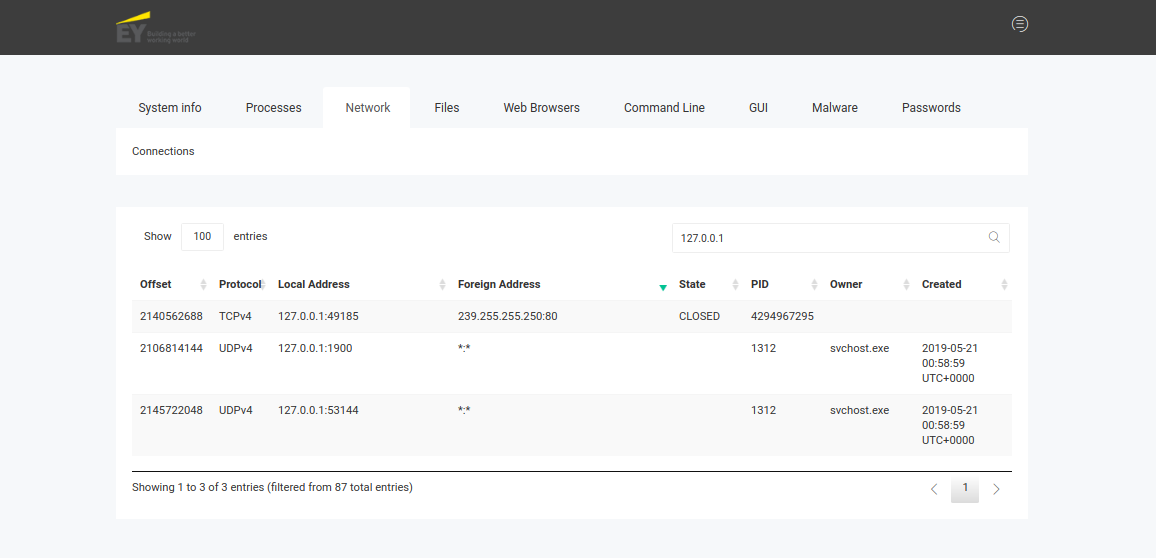 EY Building a better
working world
System info Processes Network Files Web Browsers Command Line GUI Malware Passwords
Connections
Show 100 entries 127.0.0.1
Offset Protocol Local Address Foreign Address State PID Owner Created
2140562688 TCPv4 127.0.0.1:49185 239.255.255.250:80 CLOSED 4294967295
2106814144 UDPv4 127.0.0.1:1900 *:* 1312 svchost.exe 2019-05-21
00:58:59
UTC+0000
2145722048 UDPv4 127.0.0.1:53144 *:* 1312 svchost.exe 2019-05-21
00:58:59
UTC+0000
Showing 1 to 3 of 3 entries (filtered from 87 total entries) 1